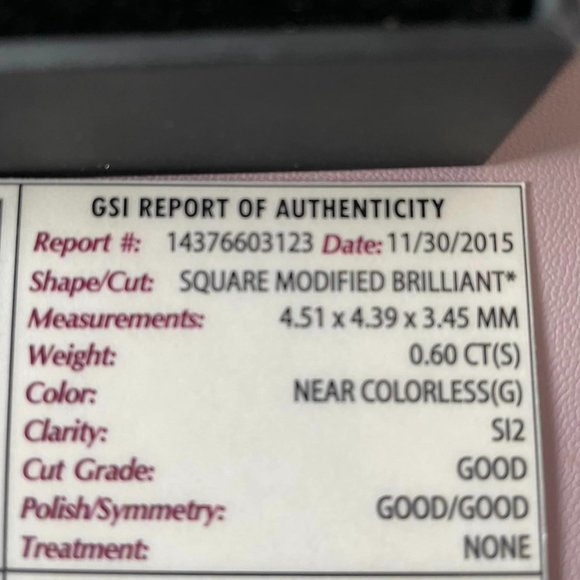 GSI REPORT OF AUTHENTICITY
Report #: 14376603123 Date: 11/30/2015
Shape/Cut: SQUARE MODIFIED BRILLIANT*
Measurements: 4.51 x 4.39 x 3.45 MM
Weight: 0.60 CT(S)
Color: NEAR COLORLESS(G)
Clarity: SI2
Cut Grade: GOOD
Polish/Symmetry: GOOD/GOOD
Treatment: NONE